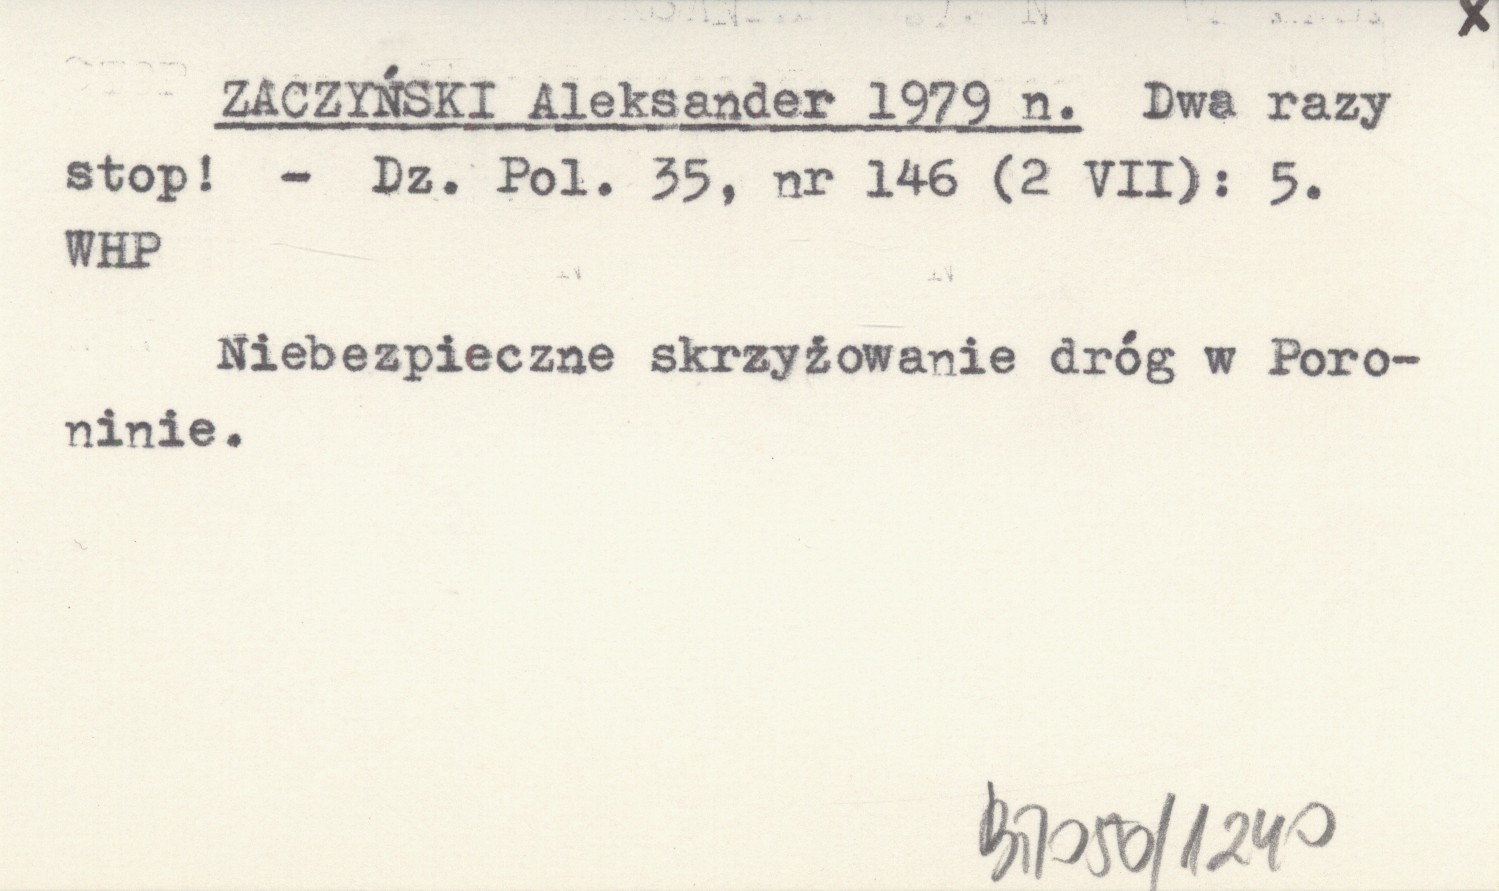 x
ZACZYŃSKI Aleksander 1979 n. Dwa razy
stop! - Dz. Pol. 35, nr 146 (2 VII): 5.
WHP
Niebezpieczne skrzyżowanie dróg w Poro-
ninie.